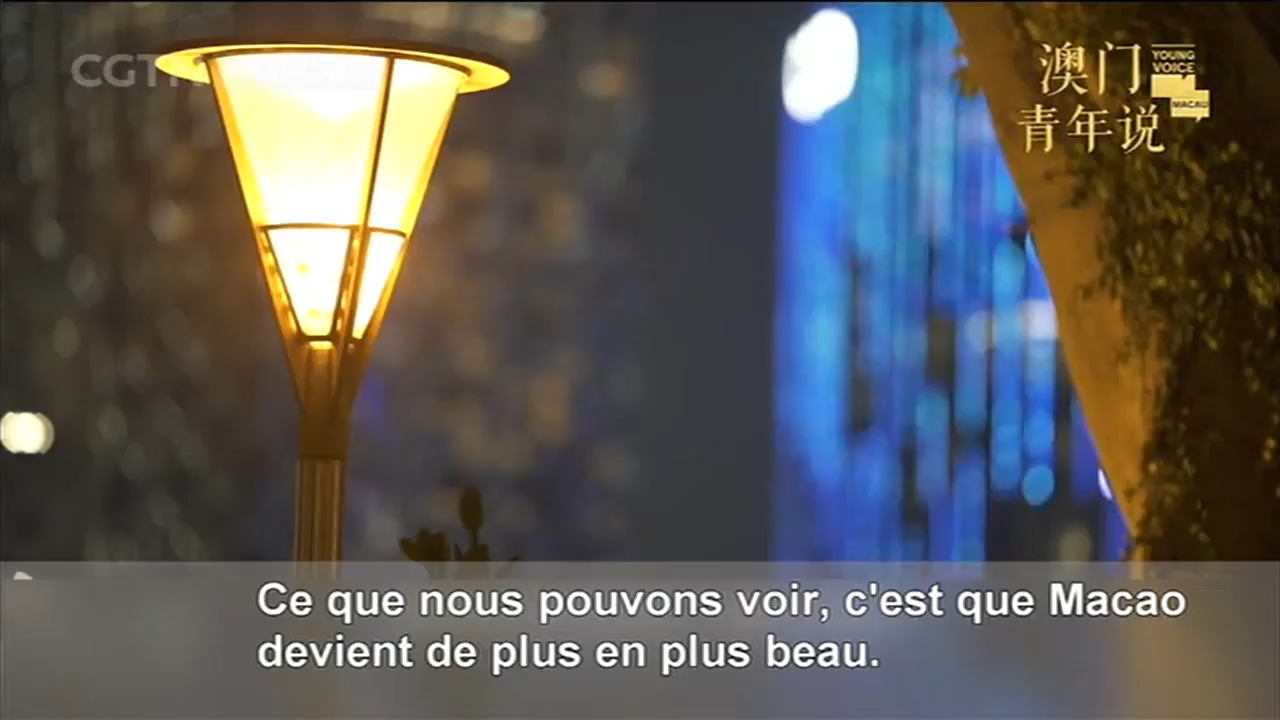 CGTN
澳门
青年说
YOUNG
VOICE
MACAU
Ce que nous pouvons voir, c'est que Macao
devient de plus en plus beau.